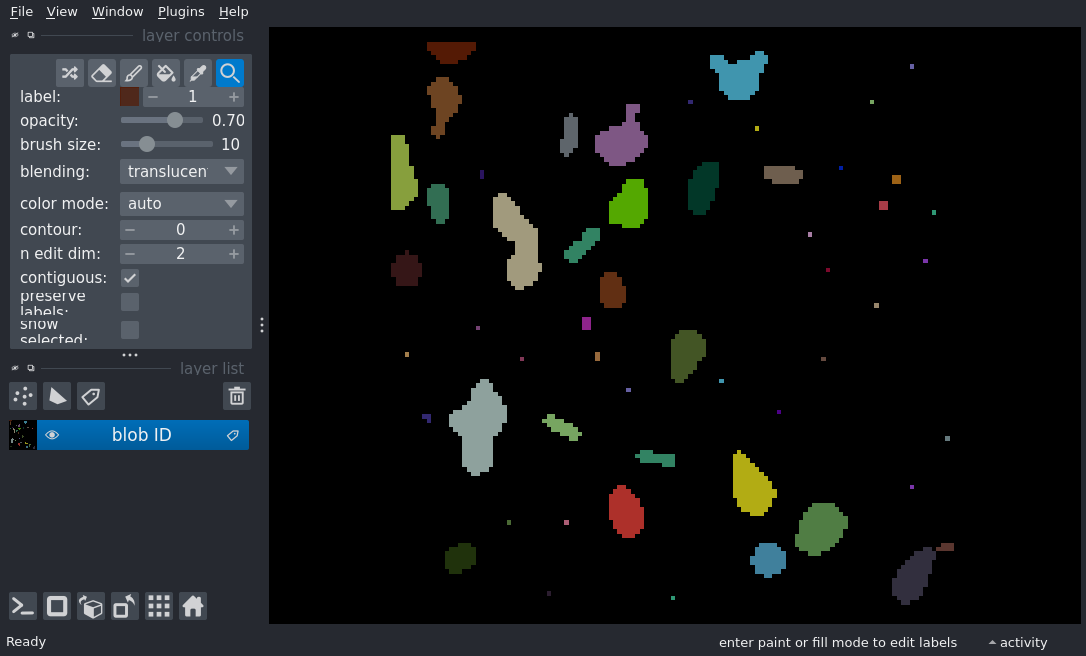 File View Window Plugins Help
layer controls
label: 1
opacity: 0.70
brush size: 10
blending: translucen
color mode: auto
contour: 0
n edit dim: 2
contiguous:
preserve
labels:
show
selected:
layer list
blob ID
Ready enter paint or fill mode to edit labels activity